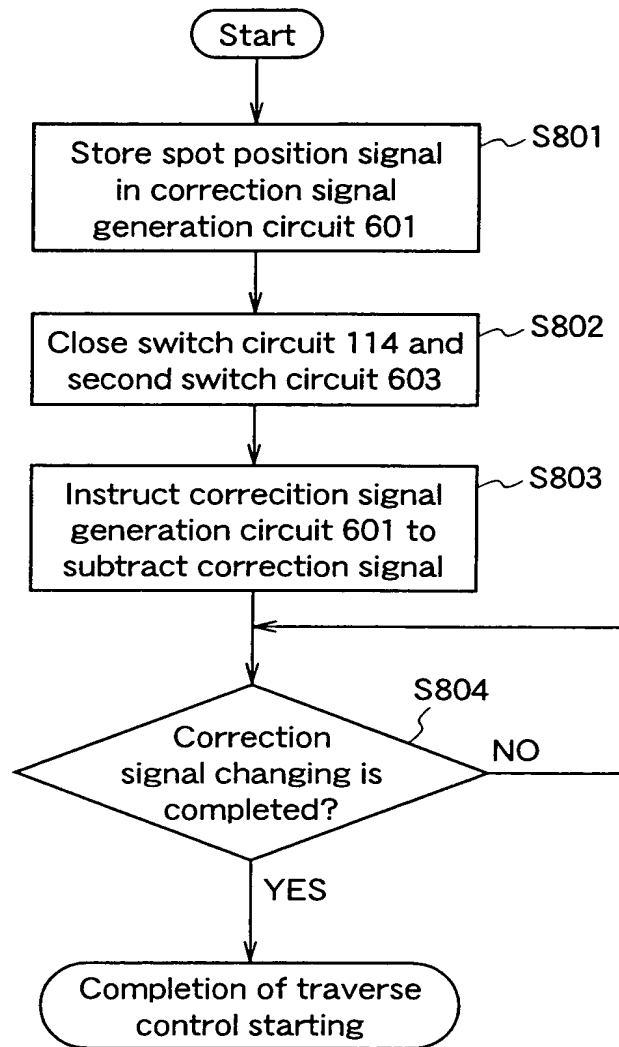 Start
S801
Store spot position signal
in correction signal
generation circuit 601
S802
Close switch circuit 114 and
second switch circuit 603
S803
Instruct correcition signal
generation circuit 601 to
subtract correction signal
S804
Correction
signal changing is
completed?
NO
YES
Completion of traverse
control starting